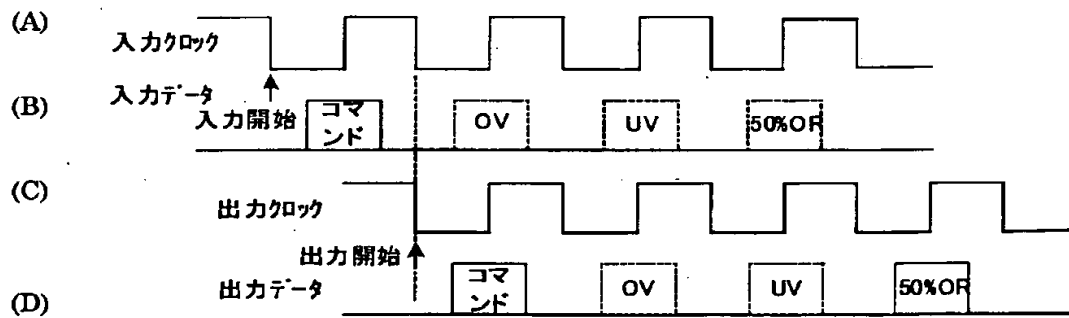 (A)
入力クロック
入力データ
(B)
入力開始
コマンド
OV
UV
50%OR
(C)
出力クロック
出力開始
出力データ
(D)
コマンド
OV
UV
50%OR